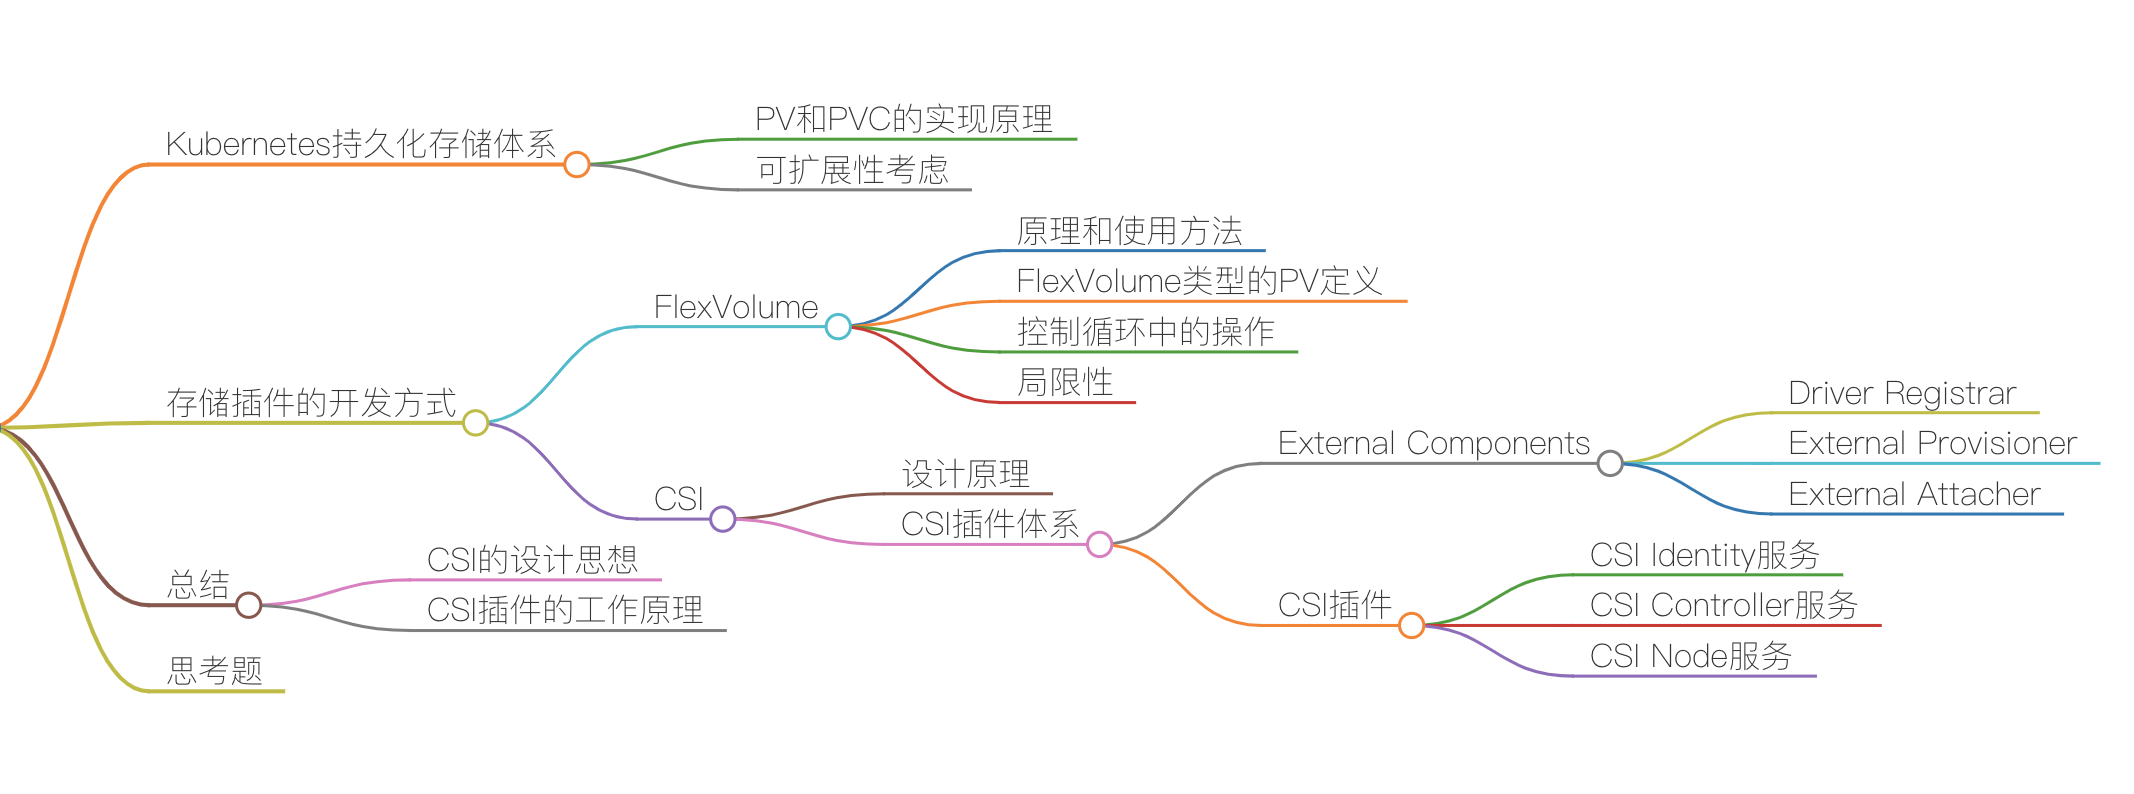 Kubernetes持久化存储体系
PV和PVC的实现原理
可扩展性考虑
存储插件的开发方式
FlexVolume
原理和使用方法
FlexVolume类型的PV定义
控制循环中的操作
局限性
CSI
设计原理
CSI插件体系
External Components
Driver Registrar
External Provisioner
External Attacher
CSI插件
CSI Identity服务
CSI Controller服务
CSI Node服务
总结
CSI的设计思想
CSI插件的工作原理
思考题